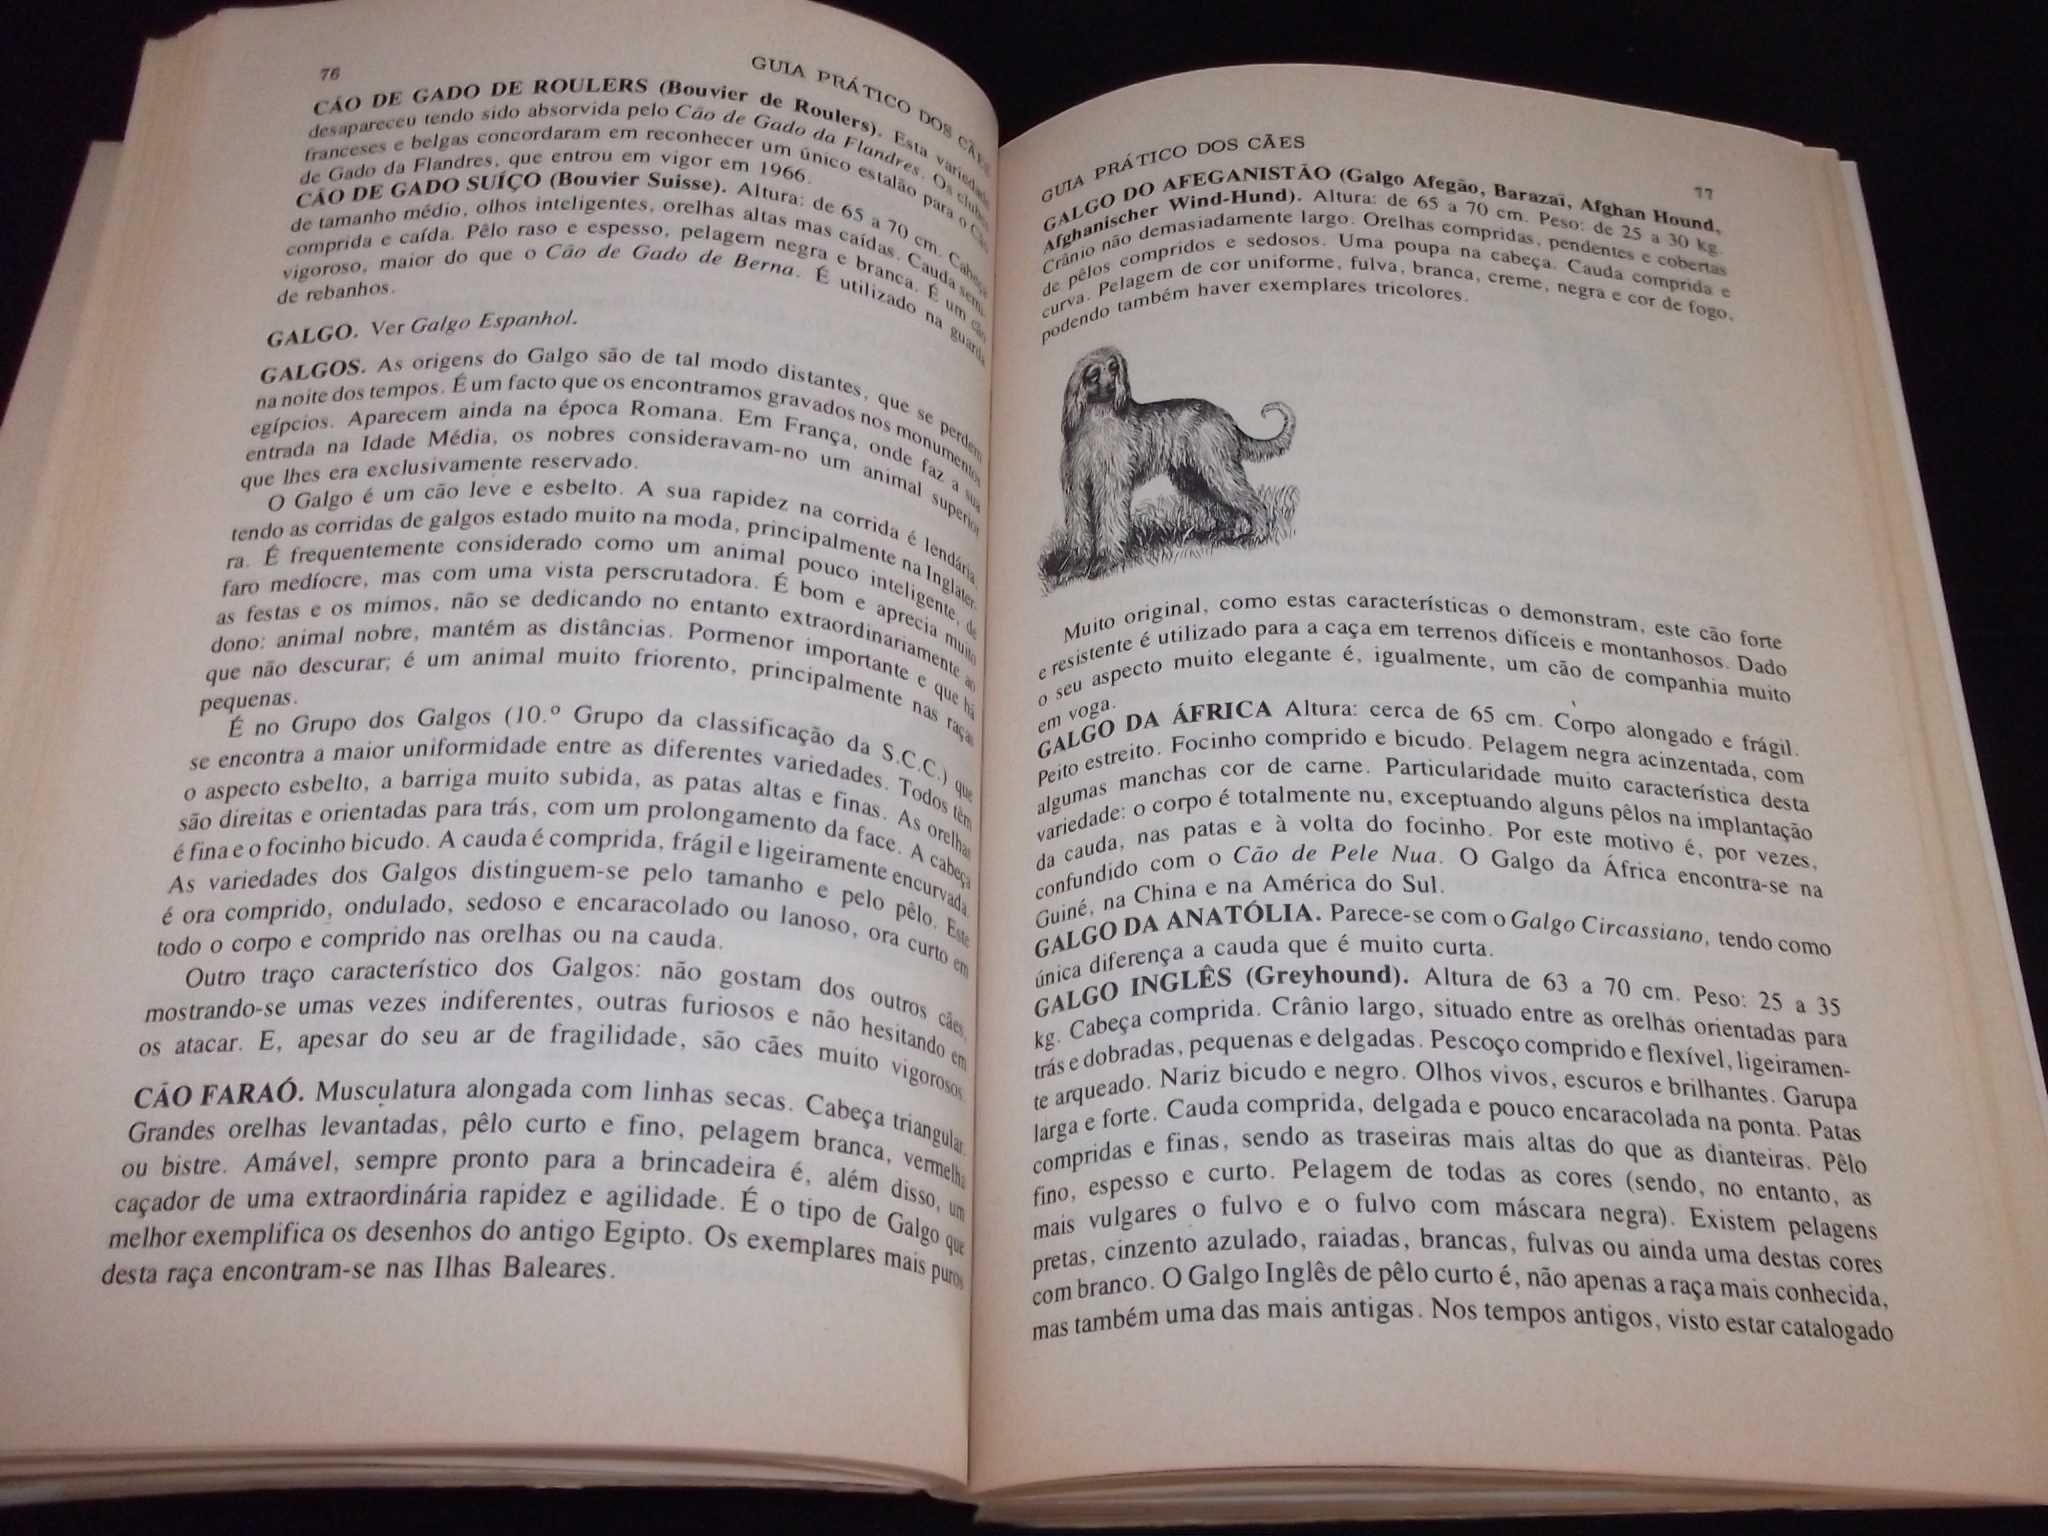 76
GUIA PRÁTICO DOS CÃES
CÃO DE GADO DE ROULERS (Bouvier de Roulers). Esta variedade
desapareceu tendo sido absorvida pelo Cão de Gado da Flandres. Os clubes
franceses e belgas concordaram em reconhecer um único estalão para o Cão
de Gado da Flandres, que entrou em vigor em 1966.
CÃO DE GADO SUÍÇO (Bouvier Suisse). Altura: de 65 a 70 cm. Cabeça
de tamanho médio, olhos inteligentes, orelhas altas mas caídas. Cauda semi-
comprida e caída. Pêlo raso e espesso, pelagem negra e branca. É um cão
vigoroso, maior do que o Cão de Gado de Berna. É utilizado na guarda
de rebanhos.
GALGO. Ver Galgo Espanhol.
GALGOS. As origens do Galgo são de tal modo distantes, que se perdem
na noite dos tempos. É um facto que os encontramos gravados nos monumentos
egípcios. Aparecem ainda na época Romana. Em França, onde faz a sua
entrada na Idade Média, os nobres consideravam-no um animal superior
que lhes era exclusivamente reservado.
O Galgo é um cão leve e esbelto. A sua rapidez na corrida é lendária,
tendo as corridas de galgos estado muito na moda, principalmente na Inglater-
ra. É frequentemente considerado como um animal pouco inteligente, de
faro medíocre, mas com uma vista perscrutadora. É bom e aprecia muito
as festas e os mimos, não se dedicando no entanto extraordinariamente ao
dono: animal nobre, mantém as distâncias. Pormenor importante e que há
que não descurar; é um animal muito friorento, principalmente nas raças
pequenas.
É no Grupo dos Galgos (10.º Grupo da classificação da S.C.C.) que
se encontra a maior uniformidade entre as diferentes variedades. Todos têm
o aspecto esbelto, a barriga muito subida, as patas altas e finas. As orelhas
são direitas e orientadas para trás, com um prolongamento da face. A cabeça
é fina e o focinho bicudo. A cauda é comprida, frágil e ligeiramente encurvada.
As variedades dos Galgos distinguem-se pelo tamanho e pelo pêlo. Este
é ora comprido, ondulado, sedoso e encaracolado ou lanoso, ora curto em
todo o corpo e comprido nas orelhas ou na cauda.
Outro traço característico dos Galgos: não gostam dos outros cães,
mostrando-se umas vezes indiferentes, outras furiosos e não hesitando em
os atacar. E, apesar do seu ar de fragilidade, são cães muito vigorosos.
CÃO FARAÓ. Musculatura alongada com linhas secas. Cabeça triangular.
Grandes orelhas levantadas, pêlo curto e fino, pelagem branca, vermelha
ou bistre. Amável, sempre pronto para a brincadeira é, além disso, um
caçador de uma extraordinária rapidez e agilidade. É o tipo de Galgo que
melhor exemplifica os desenhos do antigo Egipto. Os exemplares mais puros
desta raça encontram-se nas Ilhas Baleares.
GUIA PRÁTICO DOS CÃES
77
GALGO DO AFEGANISTÃO (Galgo Afegão, Barazaï, Afghan Hound,
Afghanischer Wind-Hund). Altura: de 65 a 70 cm. Peso: de 25 a 30 kg.
Crânio não demasiadamente largo. Orelhas compridas, pendentes e cobertas
de pêlos compridos e sedosos. Uma poupa na cabeça. Cauda comprida e
curva. Pelagem de cor uniforme, fulva, branca, creme, negra e cor de fogo,
podendo também haver exemplares tricolores.
Muito original, como estas características o demonstram, este cão forte
e resistente é utilizado para a caça em terrenos difíceis e montanhosos. Dado
o seu aspecto muito elegante é, igualmente, um cão de companhia muito
em voga.
GALGO DA ÁFRICA Altura: cerca de 65 cm. Corpo alongado e frágil.
Peito estreito. Focinho comprido e bicudo. Pelagem negra acinzentada, com
algumas manchas cor de carne. Particularidade muito característica desta
variedade: o corpo é totalmente nu, exceptuando alguns pêlos na implantação
da cauda, nas patas e à volta do focinho. Por este motivo é, por vezes,
confundido com o Cão de Pele Nua. O Galgo da África encontra-se na
Guiné, na China e na América do Sul.
GALGO DA ANATÓLIA. Parece-se com o Galgo Circassiano, tendo como
única diferença a cauda que é muito curta.
GALGO INGLÊS (Greyhound). Altura de 63 a 70 cm. Peso: 25 a 35
kg. Cabeça comprida. Crânio largo, situado entre as orelhas orientadas para
trás e dobradas, pequenas e delgadas. Pescoço comprido e flexível, ligeiramen-
te arqueado. Nariz bicudo e negro. Olhos vivos, escuros e brilhantes. Garupa
larga e forte. Cauda comprida, delgada e pouco encaracolada na ponta. Patas
compridas e finas, sendo as traseiras mais altas do que as dianteiras. Pêlo
fino, espesso e curto. Pelagem de todas as cores (sendo, no entanto, as
mais vulgares o fulvo e o fulvo com máscara negra). Existem pelagens
pretas, cinzento azulado, raiadas, brancas, fulvas ou ainda uma destas cores
com branco. O Galgo Inglês de pêlo curto é, não apenas a raça mais conhecida,
mas também uma das mais antigas. Nos tempos antigos, visto estar catalogado